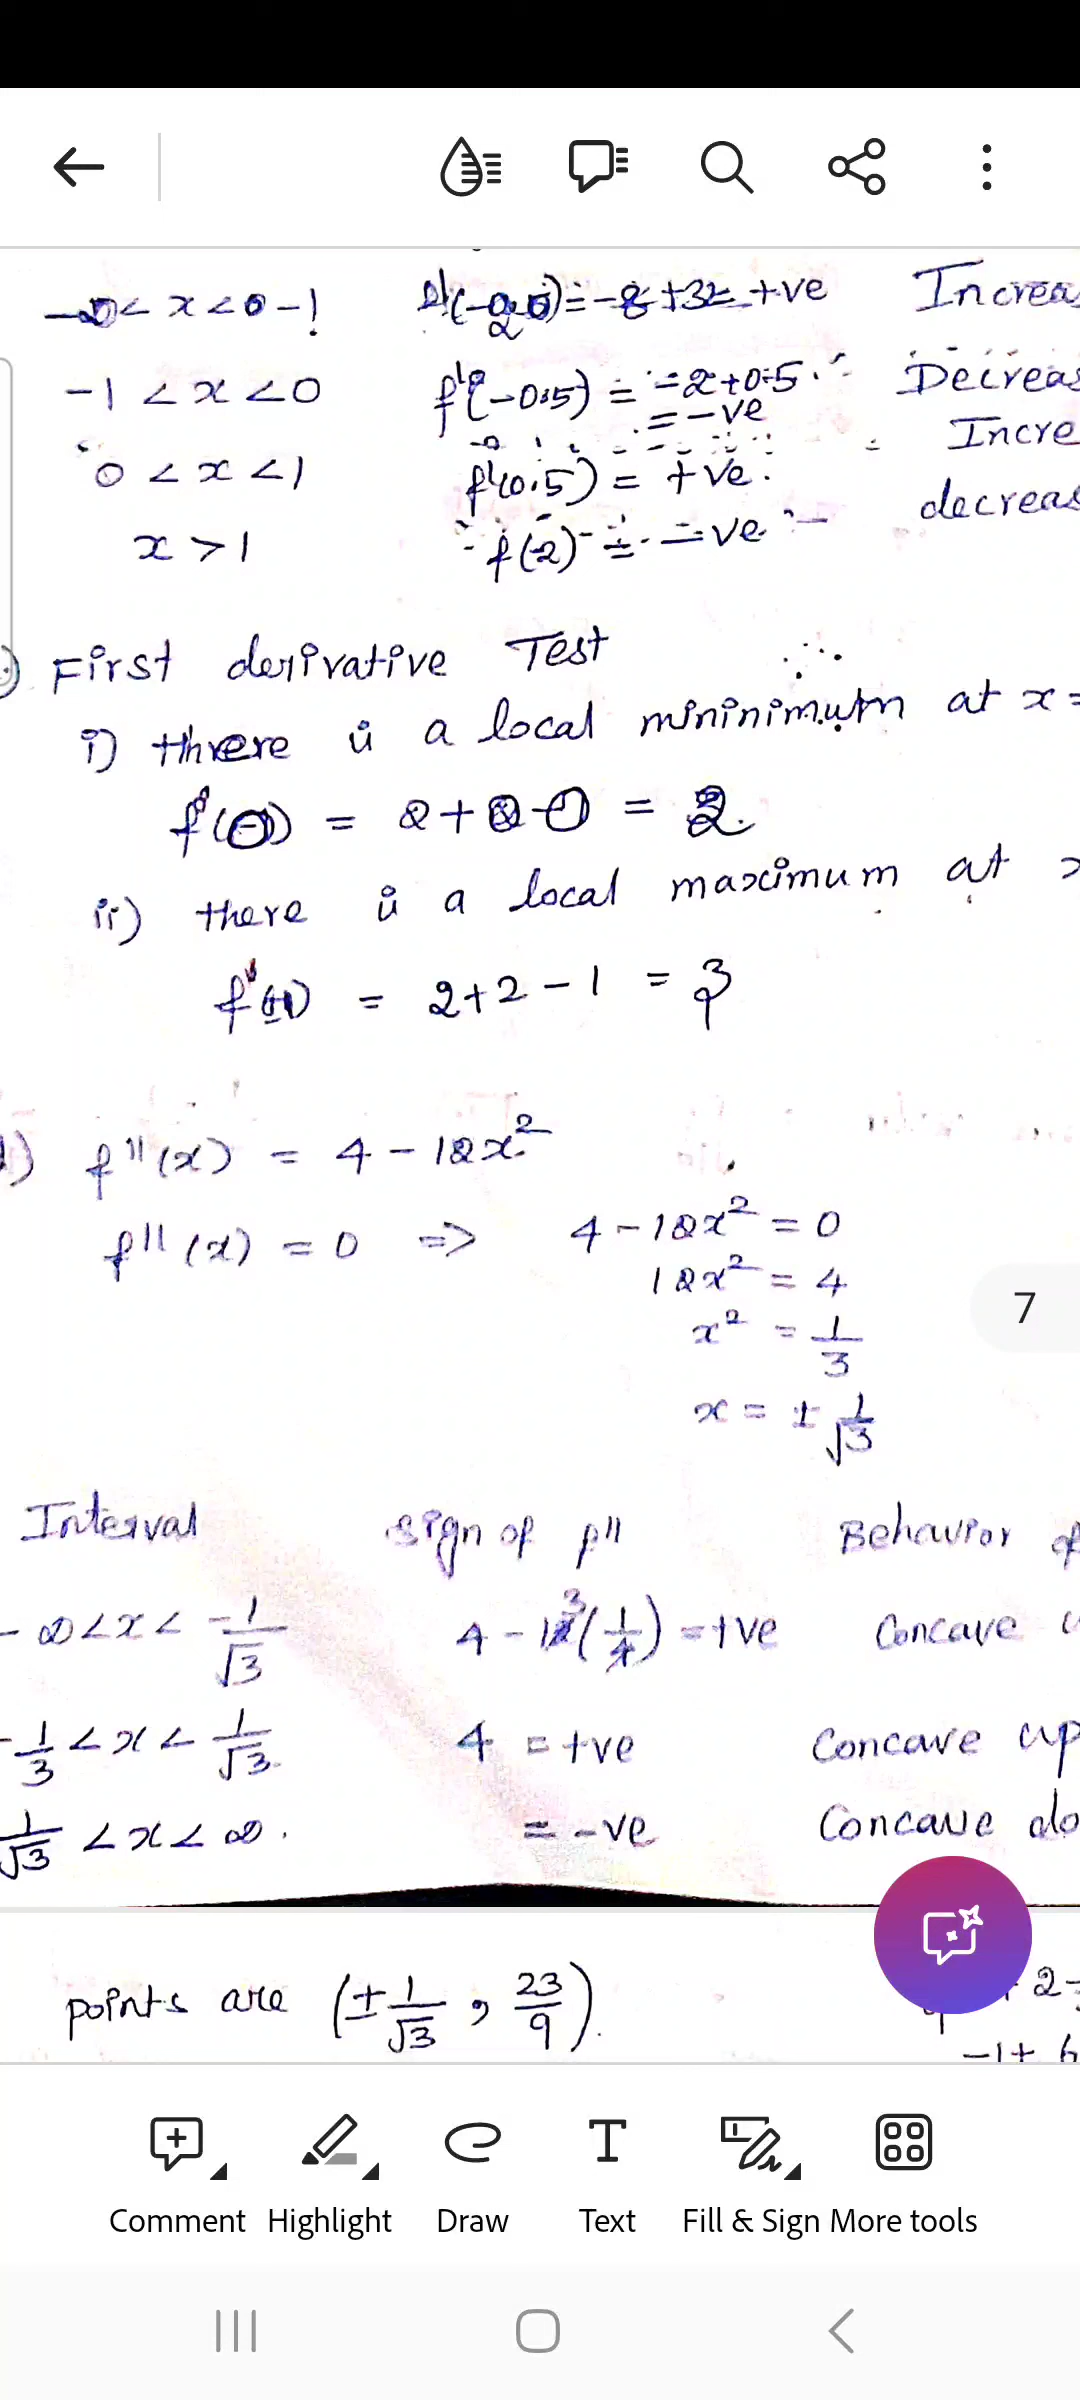 -∞ < x < 0 -1 f'(-2) = -8 + 32 = +ve Increa
-1 < x < 0 f'(-0.5) = = -2 + 0.5 Decreas
= -ve
0 < x < 1 f'(0.5) = +ve. Incre
x > 1 f(2) = -ve decreas
First derivative Test
i) there is a local mininimum at x =
f(0) = 2 + 0 - 0 = 2.
ii) there is a local maximum at x
f(±1) = 2 + 2 - 1 = 3
f''(x) = 4 - 12x²
f''(x) = 0 => 4 - 12x² = 0
12x² = 4
x² = 1/3
x = ± 1/√3
7
Interval sign of f'' Behavior of
-∞ < x < -1/√3 = +ve Concave u
-1/3 < x < 1/√3 4 = +ve Concave up
1/√3 < x < ∞. = -ve Concave do
points are (± 1/√3, 23/9).
+ 2 -
-1 + 6
Comment Highlight Draw Text Fill & Sign More tools